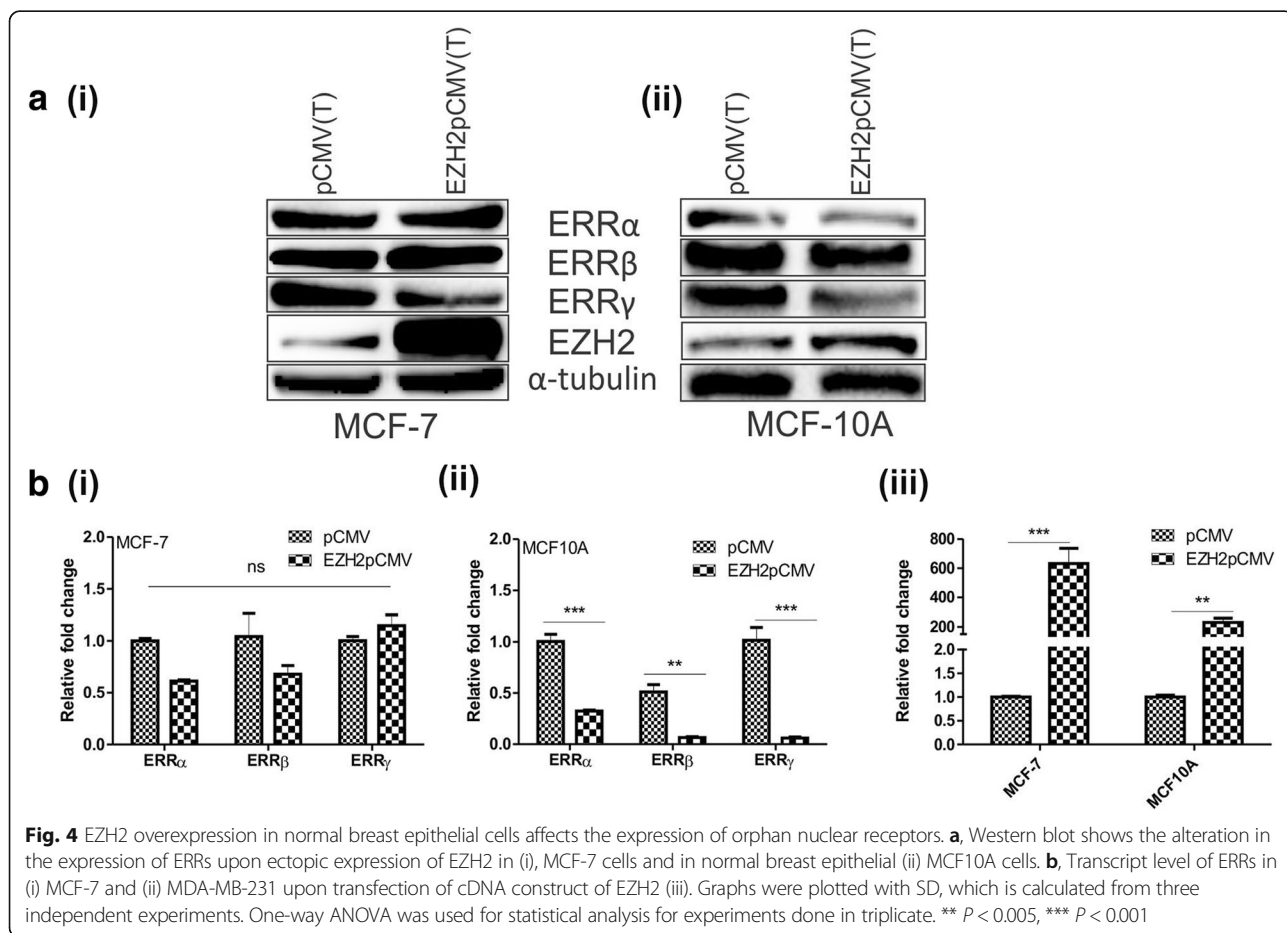 a (i)
(ii)
pCMV(T)
EZH2pCMV(T)
pCMV(T)
EZH2pCMV(T)
ERRα
ERRβ
ERRγ
EZH2
α-tubulin
MCF-7
MCF-10A
b (i)
(ii)
(iii)
Relative fold change
2.0
1.5
1.0
0.5
0.0
MCF-7
pCMV
EZH2pCMV
ns
ERRα
ERRβ
ERRγ
Relative fold change
2.0
1.5
1.0
0.5
0.0
MCF10A
pCMV
EZH2pCMV
***
**
***
ERRα
ERRβ
ERRγ
Relative fold change
800
600
400
200
2.0
1.5
1.0
0.5
0.0
pCMV
EZH2pCMV
***
**
MCF-7
MCF10A
Fig. 4 EZH2 overexpression in normal breast epithelial cells affects the expression of orphan nuclear receptors. a, Western blot shows the alteration in
the expression of ERRs upon ectopic expression of EZH2 in (i), MCF-7 cells and in normal breast epithelial (ii) MCF10A cells. b, Transcript level of ERRs in
(i) MCF-7 and (ii) MDA-MB-231 upon transfection of cDNA construct of EZH2 (iii). Graphs were plotted with SD, which is calculated from three
independent experiments. One-way ANOVA was used for statistical analysis for experiments done in triplicate. ** P < 0.005, *** P < 0.001